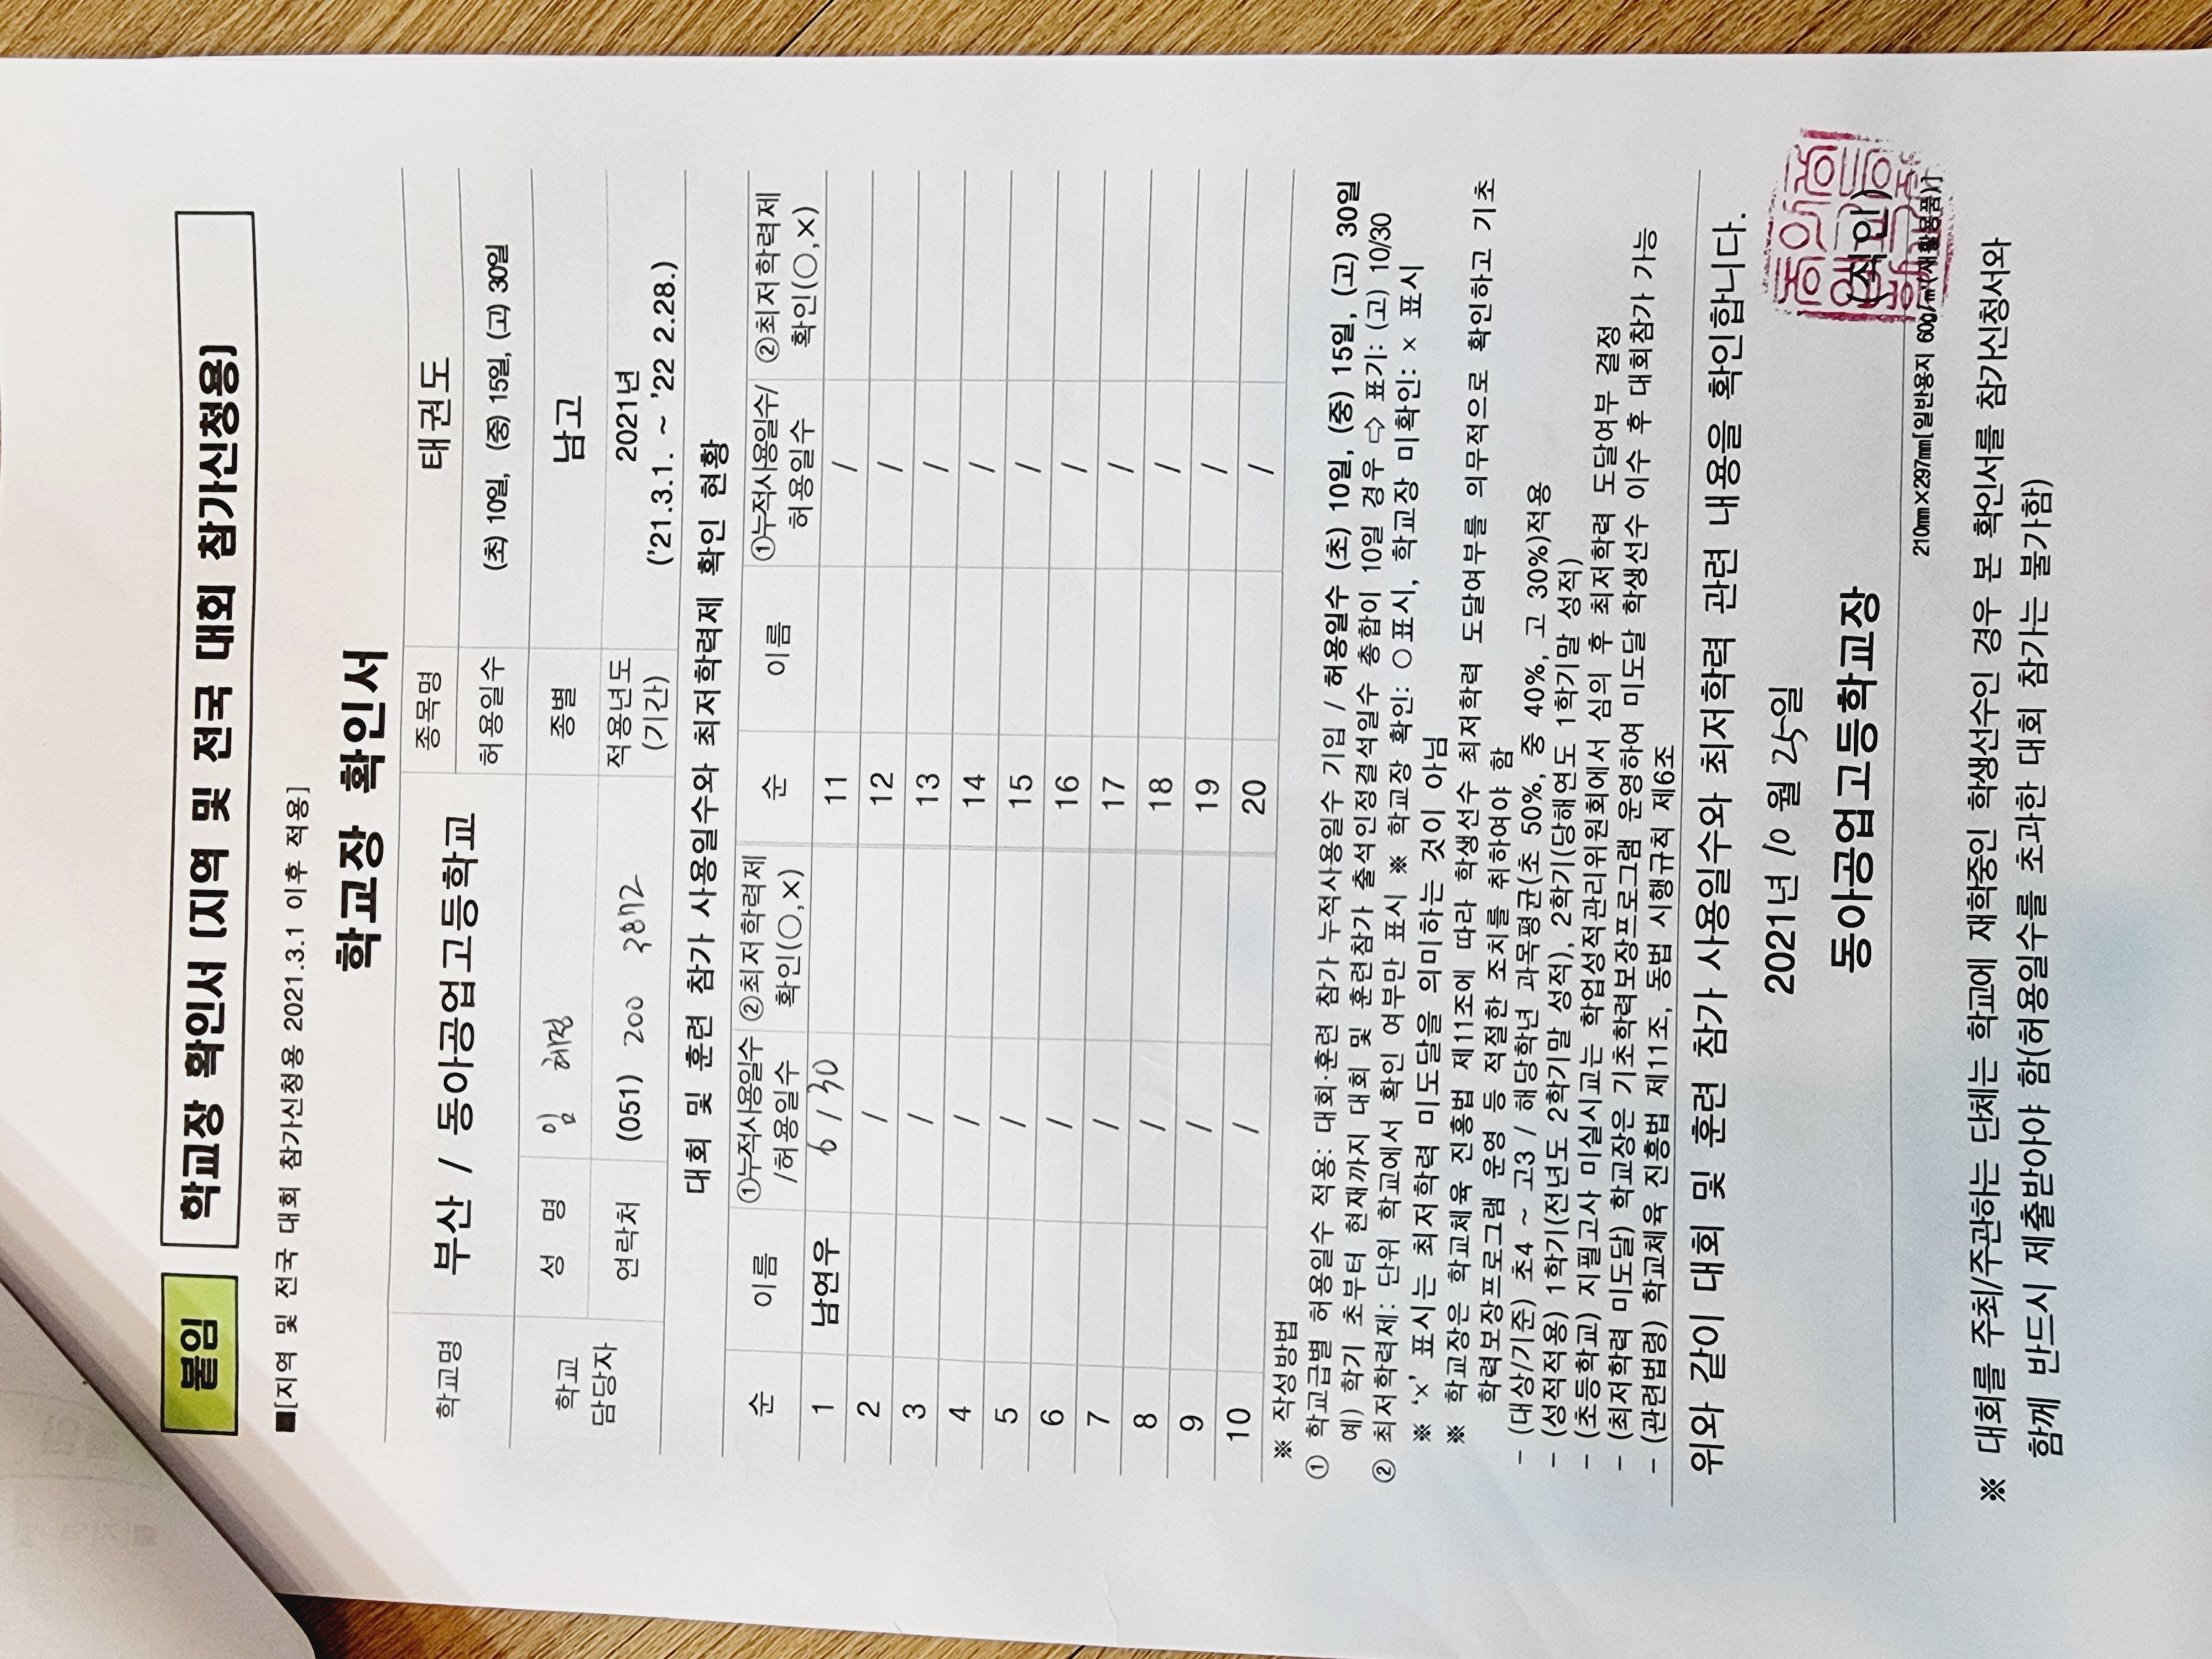 붙임
학교장 확인서 (지역 및 전국 대회 참가신청용)
■[지역 및 전국 대회 참가신청용 2021.3.1 이후 적용]
학교장 확인서
학교명 부산 / 동아공업고등학교 종목명 태권도
허용일수 (초) 10일, (중) 15일, (고) 30일
학교 담당자 성 명 임 혜정 종별 남고
연락처 (051) 200 3872 적용년도 (기간) 2021년 ('21.3.1. ~ '22 2.28.)
대회 및 훈련 참가 사용일수와 최저학력제 확인 현황
순 이름 ①누적사용일수 /허용일수 ②최저학력제 확인(○,×) 순 이름 ①누적사용일수/ 허용일수 ②최저학력제 확인(○,×)
1 남연우 6 / 30 11 /
2 / 12 /
3 / 13 /
4 / 14 /
5 / 15 /
6 / 16 /
7 / 17 /
8 / 18 /
9 / 19 /
10 / 20 /
※ 작성방법
① 학교급별 허용일수 적용: 대회·훈련 참가 누적사용일수 기입 / 허용일수 (초) 10일, (중) 15일, (고) 30일
예) 학기 초부터 현재까지 대회 및 훈련참가 출석인정결석일수 총합이 10일 경우 ⇨ 표기: (고) 10/30
② 최저학력제: 단위 학교에서 확인 여부만 표시 ※ 학교장 확인: ○표시, 학교장 미확인: × 표시
※ '×' 표시는 최저학력 미도달을 의미하는 것이 아님
※ 학교장은 학교체육 진흥법 제11조에 따라 학생선수 최저학력 도달여부를 의무적으로 확인하고 기초
학력보장프로그램 운영 등 적절한 조치를 취하여야 함
- (대상/기준) 초4 ~ 고3 / 해당학년 과목평균(초 50%, 중 40%, 고 30%)적용
- (성적적용) 1학기(전년도 2학기말 성적), 2학기(당해연도 1학기말 성적)
- (초등학교) 지필고사 미실시교는 학업성적관리위원회에서 심의 후 최저학력 도달여부 결정
- (최저학력 미도달) 학교장은 기초학력보장프로그램 운영하여 미도달 학생선수 이수 후 대회참가 가능
- (관련법령) 학교체육 진흥법 제11조, 동법 시행규칙 제6조
위와 같이 대회 및 훈련 참가 사용일수와 최저학력 관련 내용을 확인합니다.
2021년 10 월 25일
동아공업고등학교장 (직인)
210mm×297mm[일반용지 60g/㎡(재활용품)]
※ 대회를 주최/주관하는 단체는 학교에 재학중인 학생선수인 경우 본 확인서를 참가신청서와
함께 반드시 제출받아야 함(허용일수를 초과한 대회 참가는 불가함)